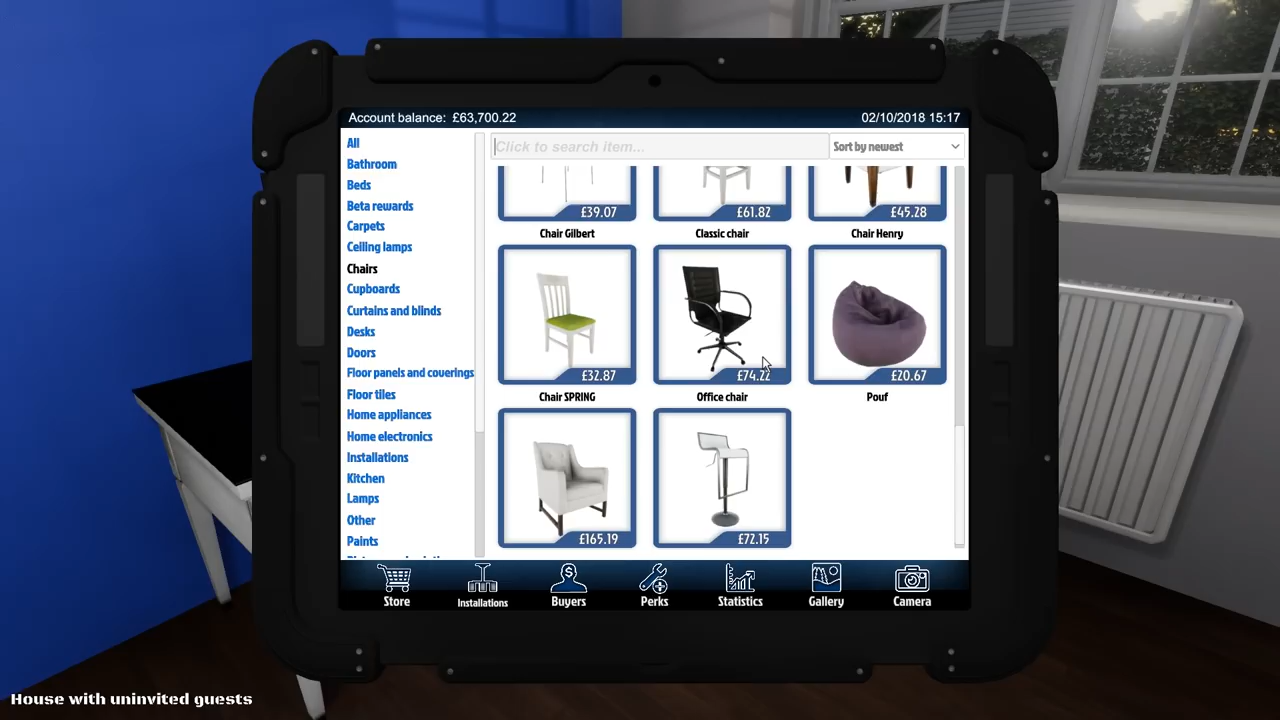 Account balance: £63,700.22
02/10/2018 15:17
All
Bathroom
Beds
Beta rewards
Carpets
Ceiling lamps
Chairs
Cupboards
Curtains and blinds
Desks
Doors
Floor panels and coverings
Floor tiles
Home appliances
Home electronics
Installations
Kitchen
Lamps
Other
Paints
Click to search item...
Sort by newest
£39.07
£61.82
£45.28
Chair Gilbert
Classic chair
Chair Henry
£32.87
£74.22
£20.67
Chair SPRING
Office chair
Pouf
£165.19
£72.15
Store
Installations
Buyers
Perks
Statistics
Gallery
Camera
House with uninvited guests